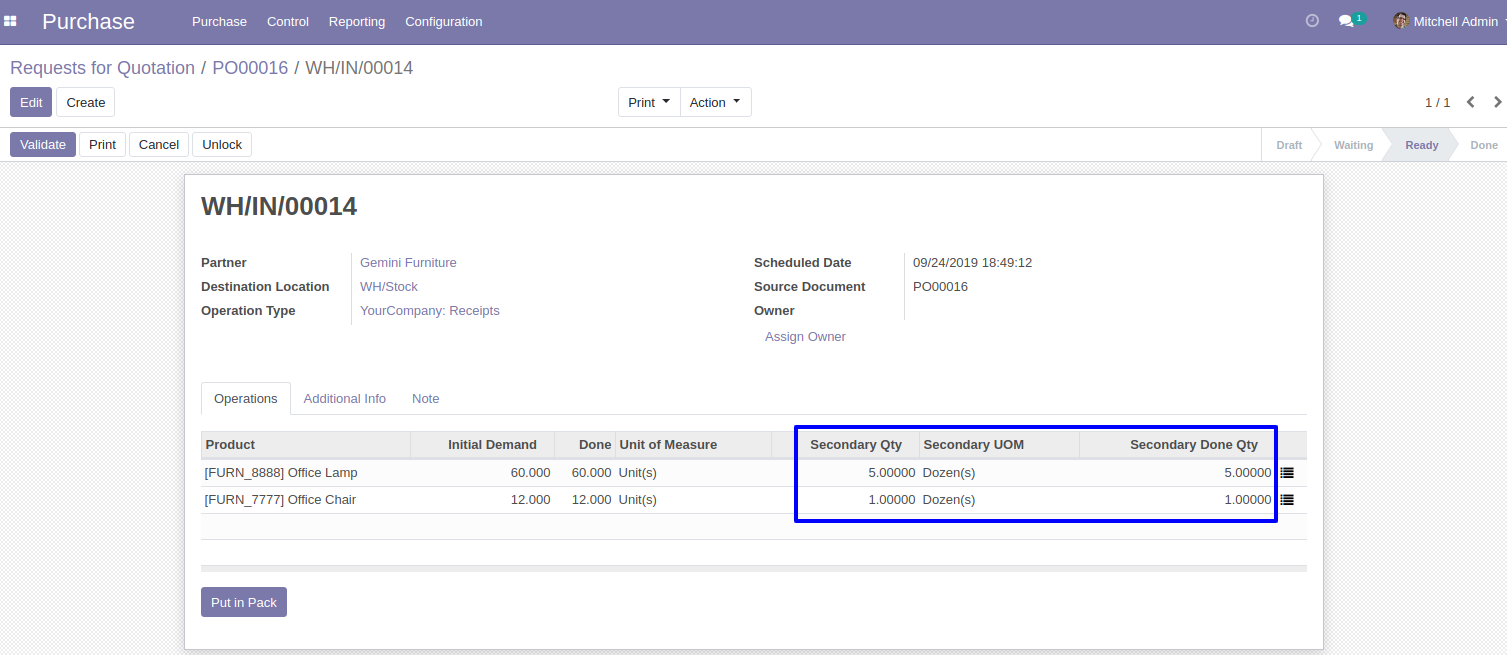 Purchase Purchase Control Reporting Configuration 1 Mitchell Admin
Requests for Quotation / PO00016 / WH/IN/00014
Edit Create Print Action 1 / 1
Validate Print Cancel Unlock Draft Waiting Ready Done
WH/IN/00014
Partner Gemini Furniture Scheduled Date 09/24/2019 18:49:12
Destination Location WH/Stock Source Document PO00016
Operation Type YourCompany: Receipts Owner
Assign Owner
Operations Additional Info Note
Product Initial Demand Done Unit of Measure Secondary Qty Secondary UOM Secondary Done Qty
[FURN_8888] Office Lamp 60.000 60.000 Unit(s) 5.00000 Dozen(s) 5.00000
[FURN_7777] Office Chair 12.000 12.000 Unit(s) 1.00000 Dozen(s) 1.00000
Put in Pack